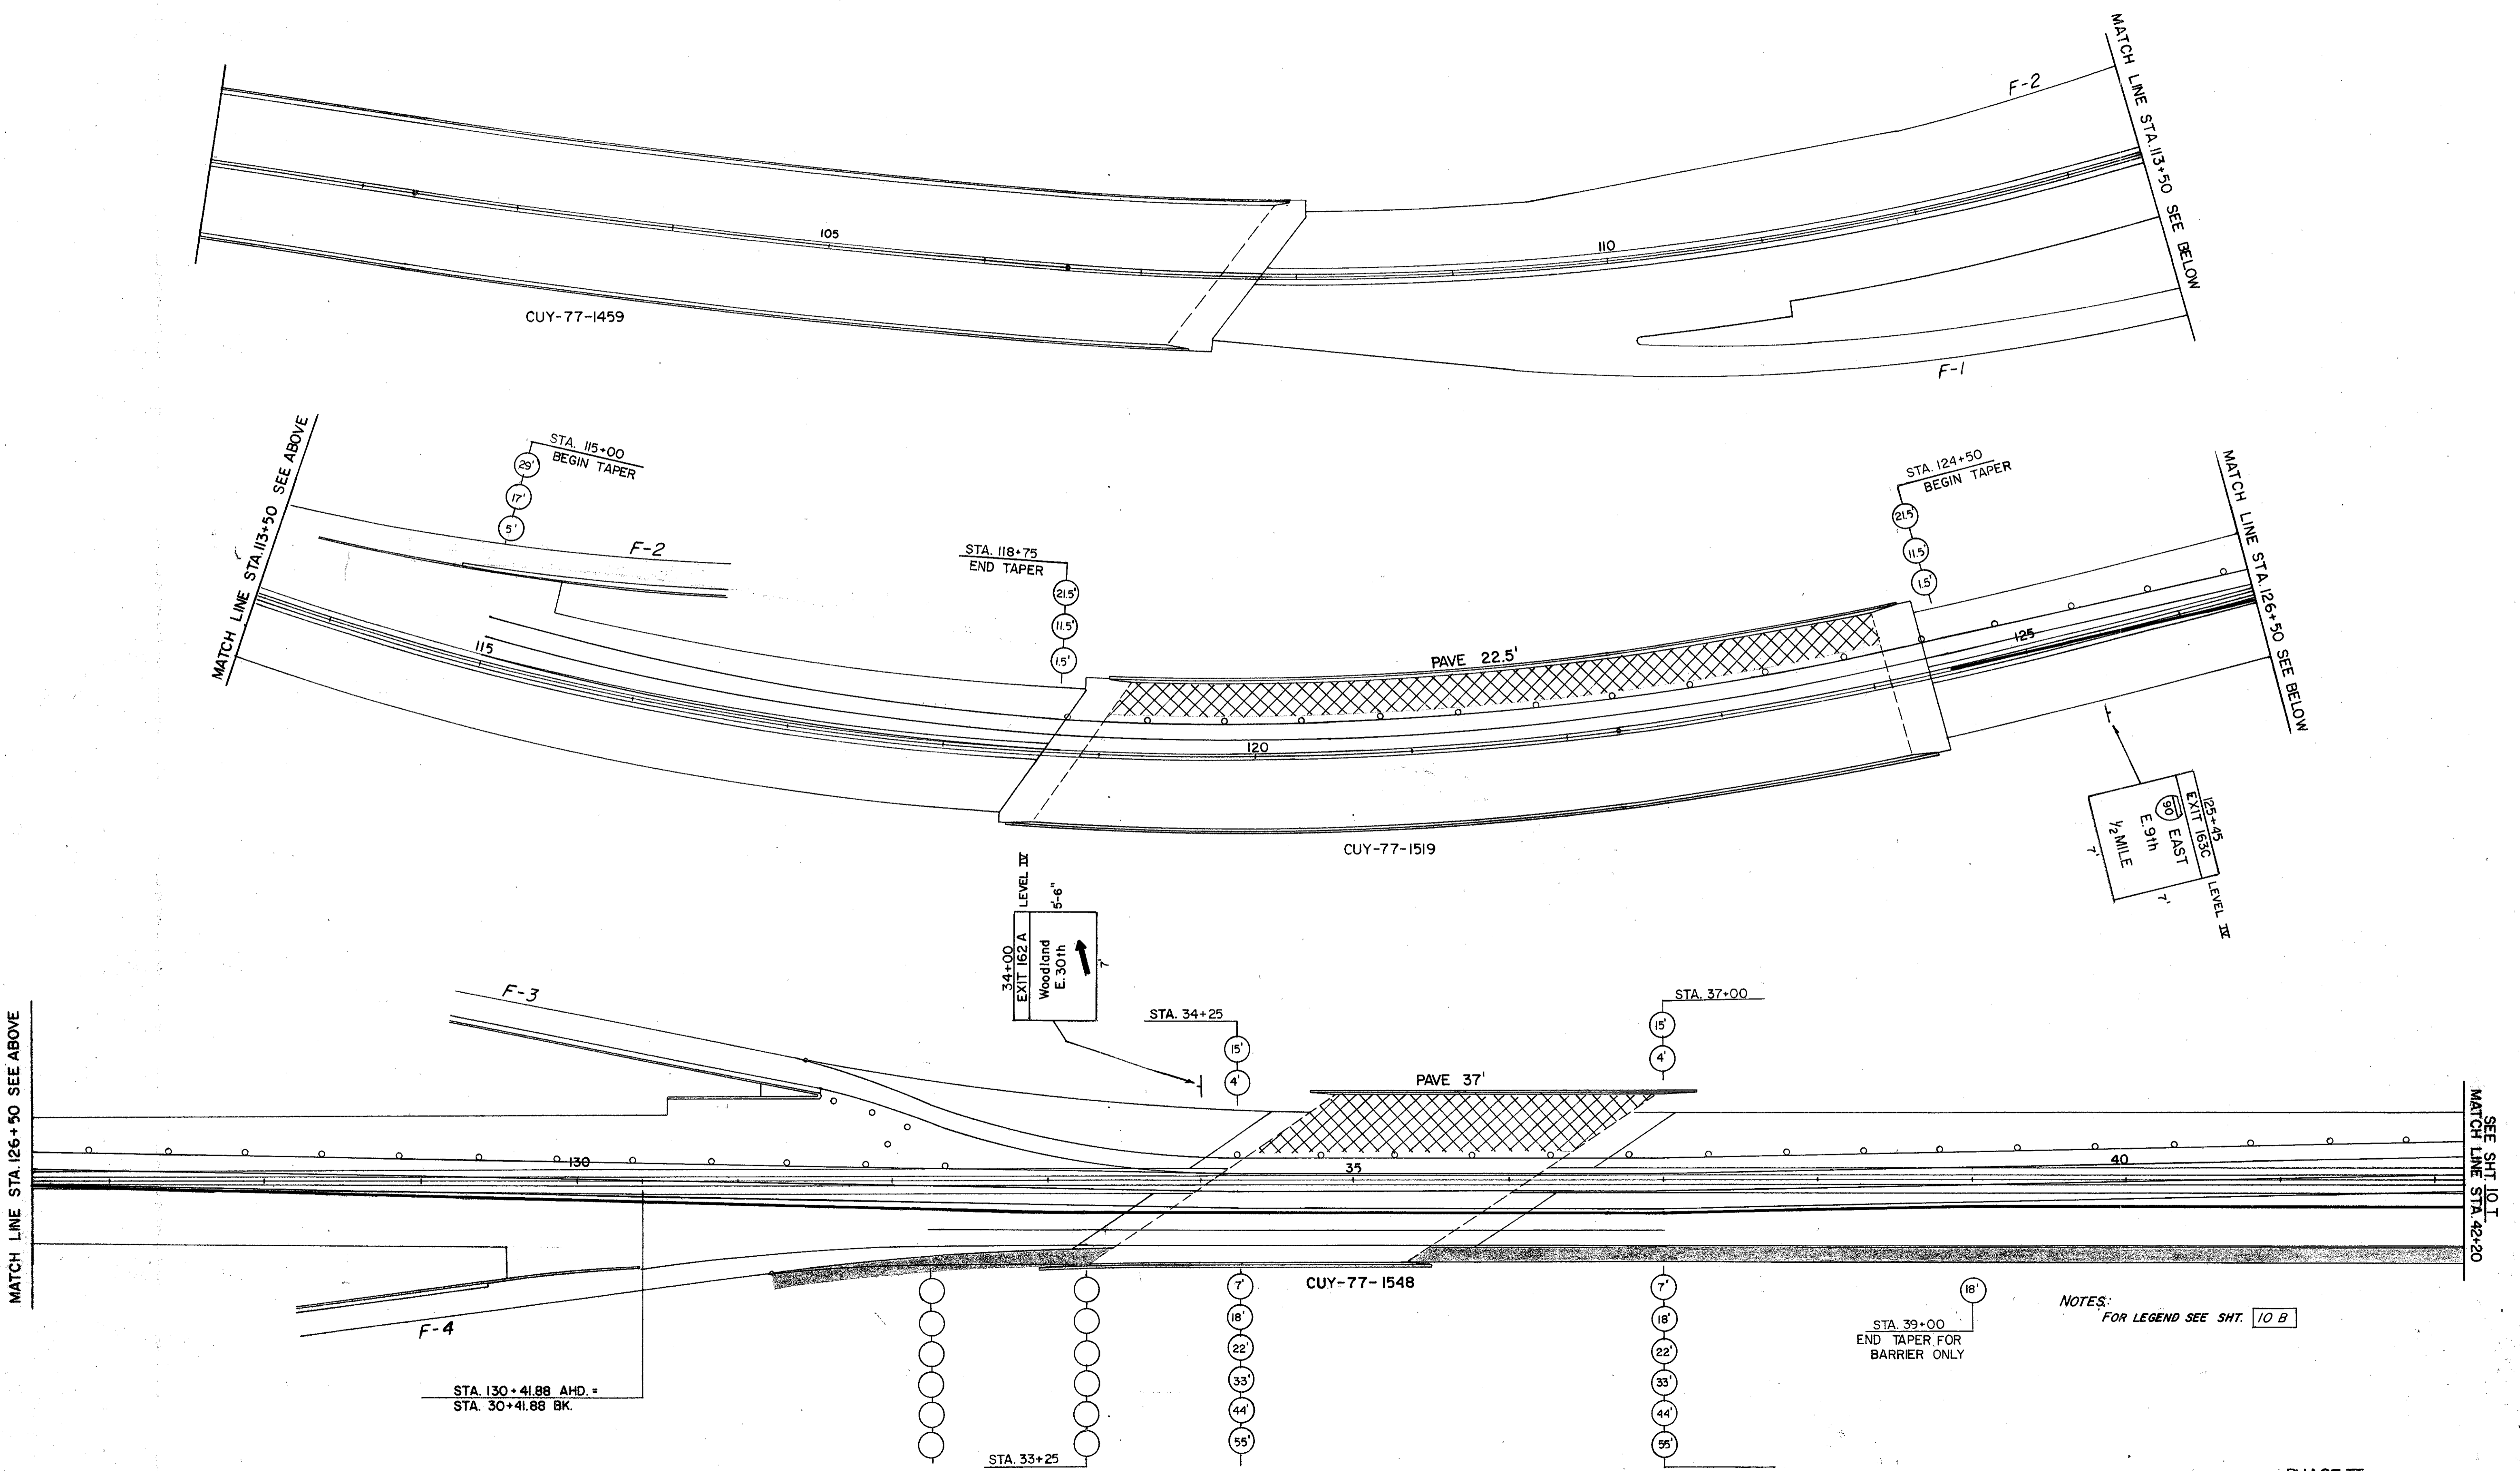 F-2
MATCH LINE STA. 113+50 SEE BELOW
105
110
CUY-77-1459
F-1
MATCH LINE STA. 113+50 SEE ABOVE
STA. 115+00
BEGIN TAPER
29'
17'
5'
F-2
115
STA. 118+75
END TAPER
21.5'
11.5'
1.5'
PAVE 22.5'
120
STA. 124+50
BEGIN TAPER
21.5'
11.5'
1.5'
125
MATCH LINE STA. 126+50 SEE BELOW
CUY-77-1519
125+45
EXIT 163C
90 EAST
E. 9th
1/2 MILE
7'
7'
LEVEL IV
34+00
EXIT 162 A
LEVEL IV
Woodland
E. 30th
5'-6"
7'
MATCH LINE STA. 126+50 SEE ABOVE
F-3
STA. 34+25
15'
4'
PAVE 37'
STA. 37+00
15'
4'
130
35
40
SEE SHT. 10 T
MATCH LINE STA. 42+20
F-4
CUY-77-1548
STA. 130+41.88 AHD. =
STA. 30+41.88 BK.
STA. 33+25
7'
18'
22'
33'
44'
55'
7'
18'
22'
33'
44'
55'
18'
STA. 39+00
END TAPER FOR
BARRIER ONLY
NOTES:
FOR LEGEND SEE SHT. 10 B